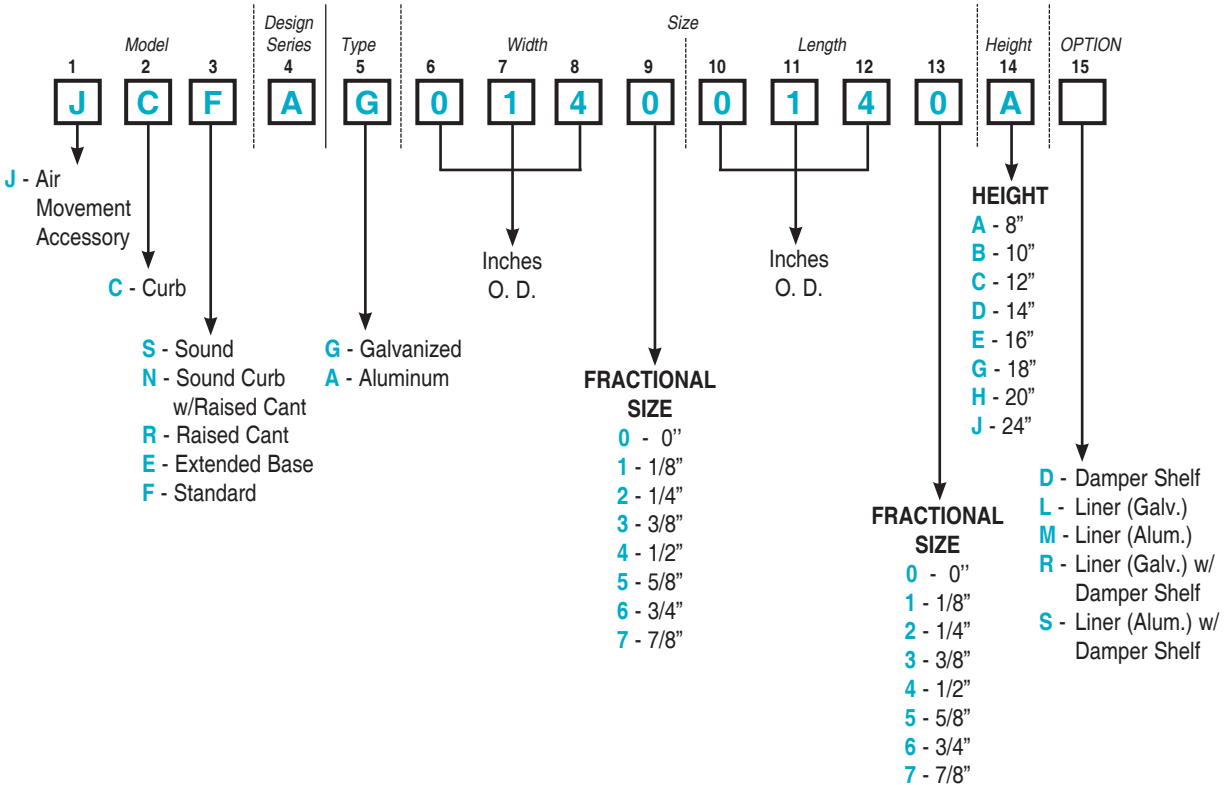 Design
Size
Model
Series
Type
Width
Length
Height
OPTION
1 2 3 4 5 6 7 8 9 10 11 12 13 14 15
J C F A G 0 1 4 0 0 1 4 0 A
J - Air
Movement
Accessory
C - Curb
S - Sound
N - Sound Curb
w/Raised Cant
R - Raised Cant
E - Extended Base
F - Standard
G - Galvanized
A - Aluminum
Inches
O. D.
FRACTIONAL
SIZE
0 - 0’’
1 - 1/8”
2 - 1/4”
3 - 3/8”
4 - 1/2”
5 - 5/8”
6 - 3/4”
7 - 7/8”
Inches
O. D.
FRACTIONAL
SIZE
0 - 0’’
1 - 1/8”
2 - 1/4”
3 - 3/8”
4 - 1/2”
5 - 5/8”
6 - 3/4”
7 - 7/8”
HEIGHT
A - 8”
B - 10”
C - 12”
D - 14”
E - 16”
G - 18”
H - 20”
J - 24”
D - Damper Shelf
L - Liner (Galv.)
M - Liner (Alum.)
R - Liner (Galv.) w/
Damper Shelf
S - Liner (Alum.) w/
Damper Shelf